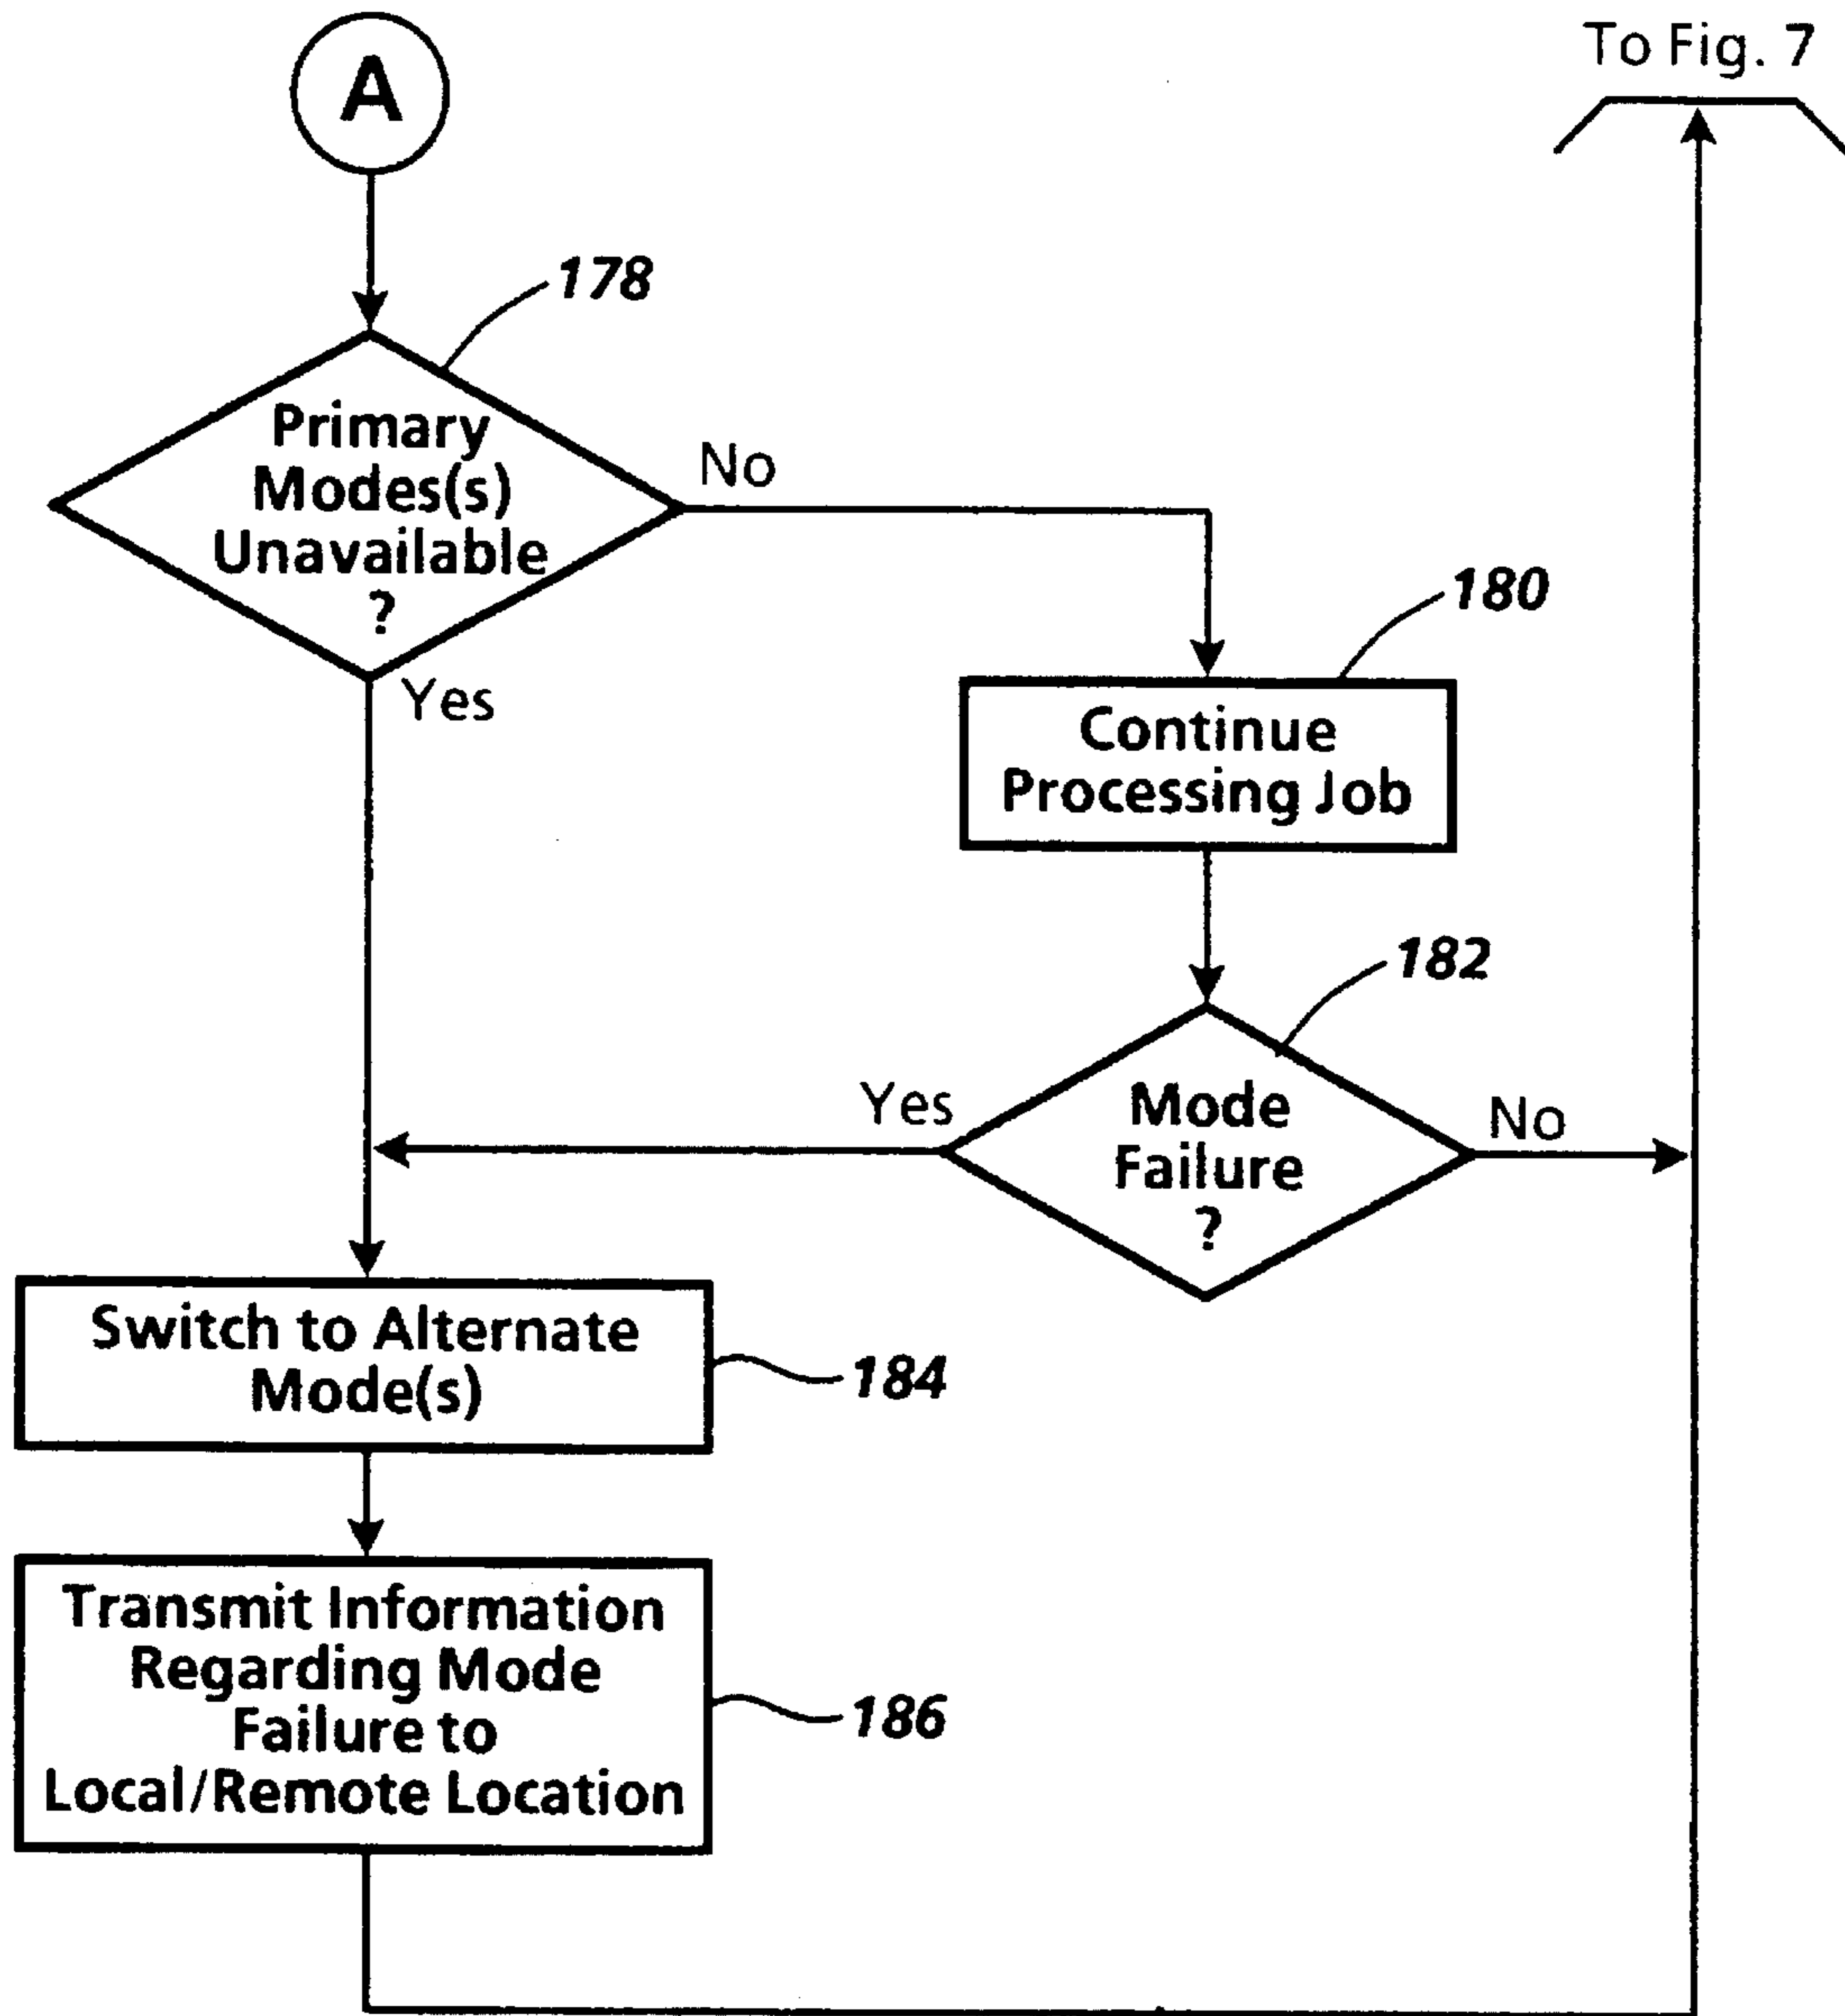 A
To Fig. 7
178
Primary
Modes(s)
Unavailable
?
No
Yes
180
Continue
Processing Job
182
Mode
Failure
?
Yes
No
Switch to Alternate
Mode(s)
184
Transmit Information
Regarding Mode
Failure to
Local/Remote Location
186